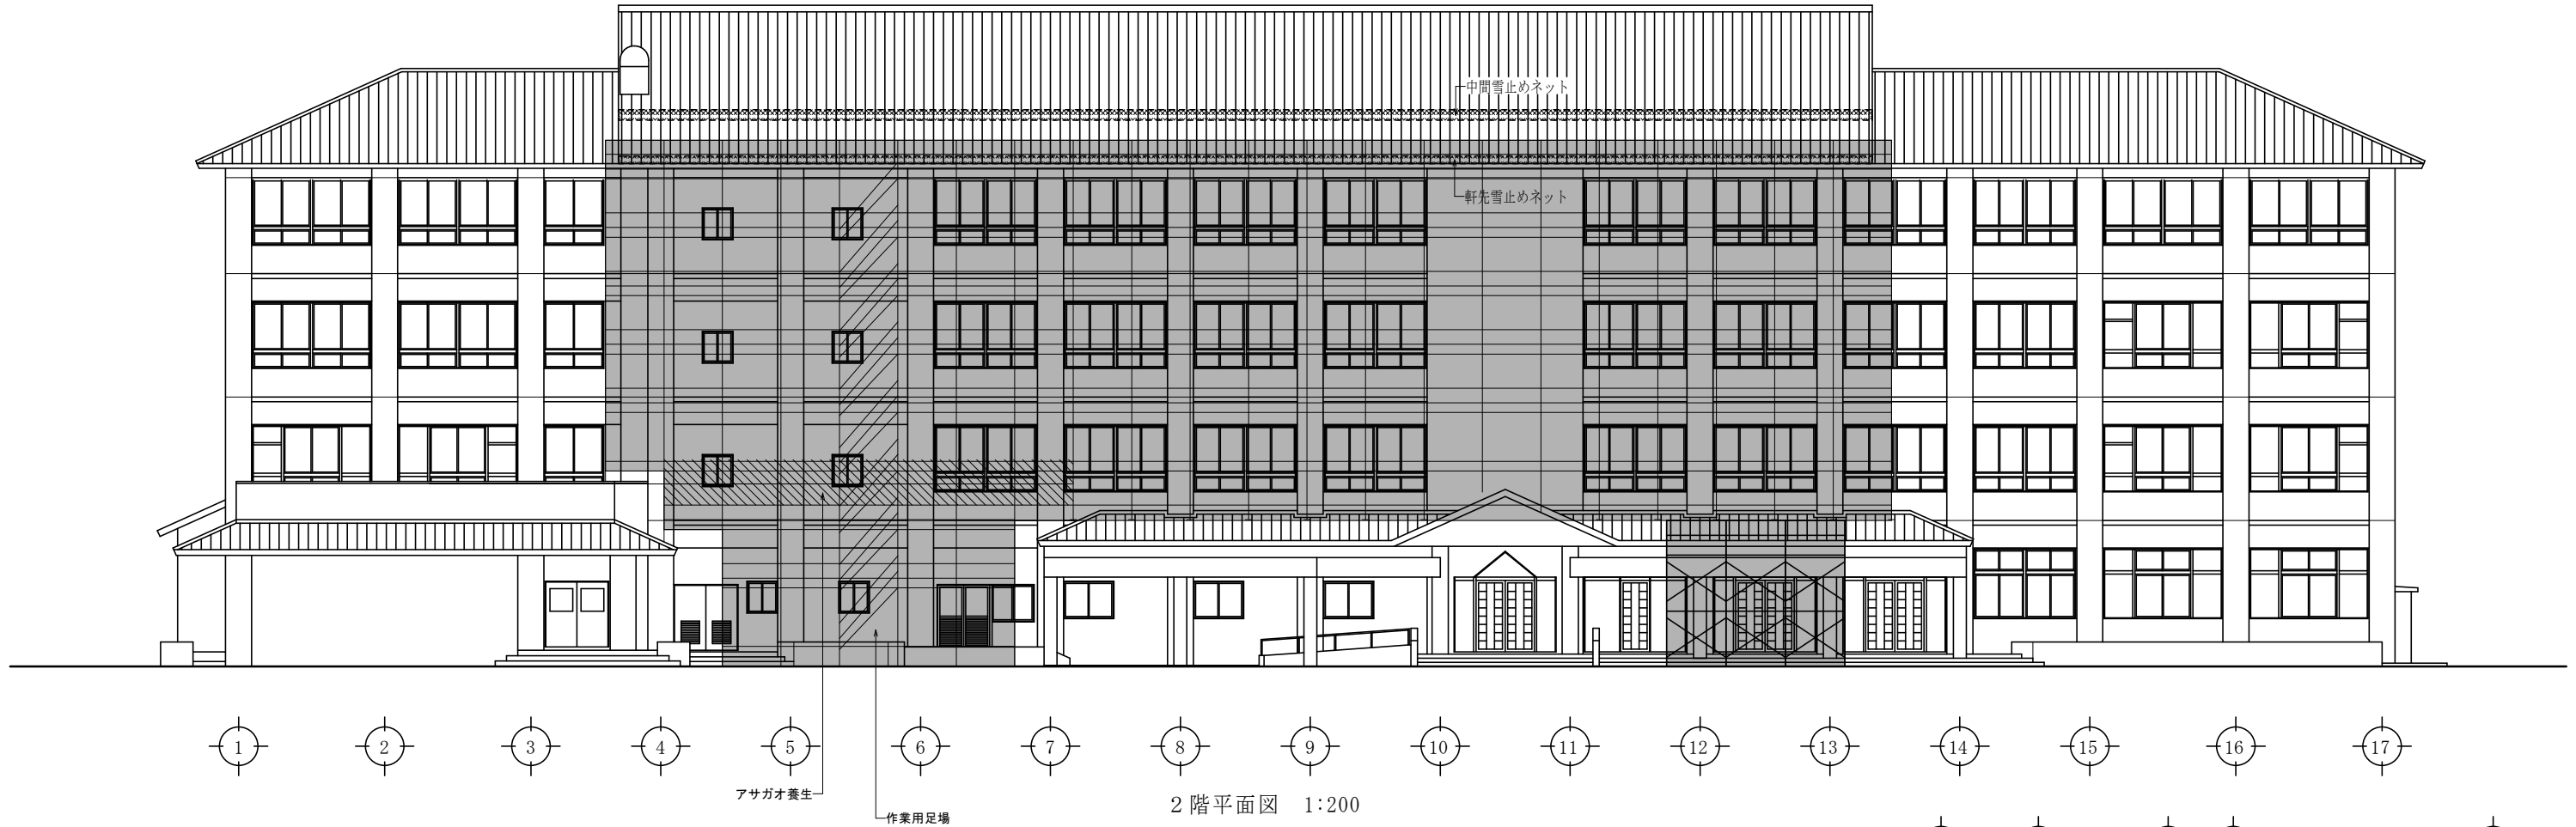 中間雪止めネット
軒先雪止めネット
1 2 3 4 5 6 7 8 9 10 11 12 13 14 15 16 17
アサガオ養生
2階平面図 1:200
作業用足場